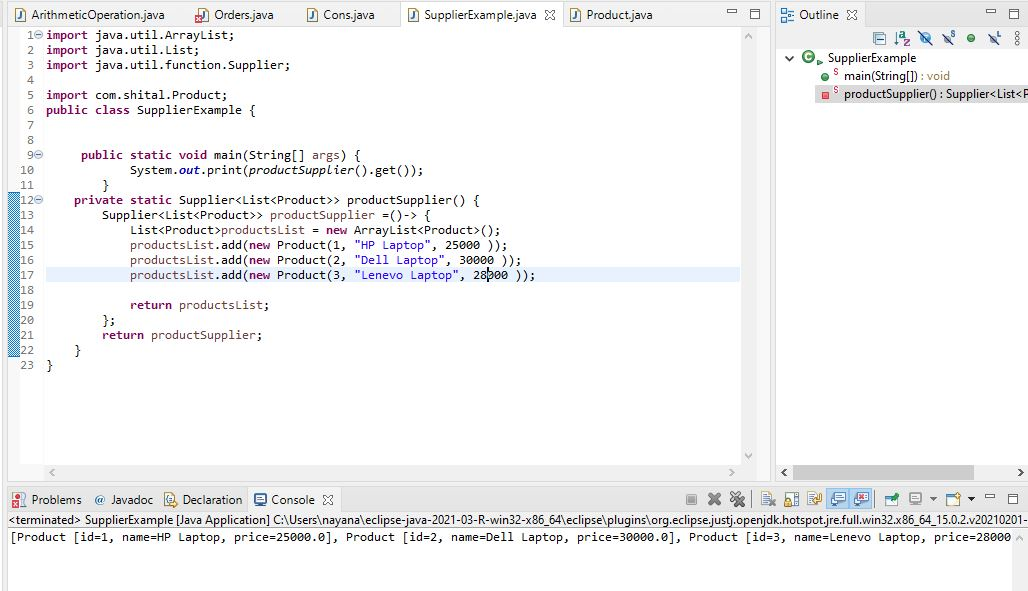 ArithmeticOperation.java Orders.java Cons.java SupplierExample.java Product.java
1 import java.util.ArrayList;
2 import java.util.List;
3 import java.util.function.Supplier;
4
5 import com.shital.Product;
6 public class SupplierExample {
7
8
9 public static void main(String[] args) {
10 System.out.print(productSupplier().get());
11 }
12 private static Supplier<List<Product>> productSupplier() {
13 Supplier<List<Product>> productSupplier =()-> {
14 List<Product>productsList = new ArrayList<Product>();
15 productsList.add(new Product(1, "HP Laptop", 25000 ));
16 productsList.add(new Product(2, "Dell Laptop", 30000 ));
17 productsList.add(new Product(3, "Lenevo Laptop", 28000 ));
18
19 return productsList;
20 };
21 return productSupplier;
22 }
23 }
Outline
SupplierExample
main(String[]) : void
productSupplier() : Supplier<List<P
Problems Javadoc Declaration Console
<terminated> SupplierExample [Java Application] C:\Users\nayana\eclipse-java-2021-03-R-win32-x86_64\eclipse\plugins\org.eclipse.justj.openjdk.hotspot.jre.full.win32.x86_64_15.0.2.v20210201-
[Product [id=1, name=HP Laptop, price=25000.0], Product [id=2, name=Dell Laptop, price=30000.0], Product [id=3, name=Lenevo Laptop, price=28000